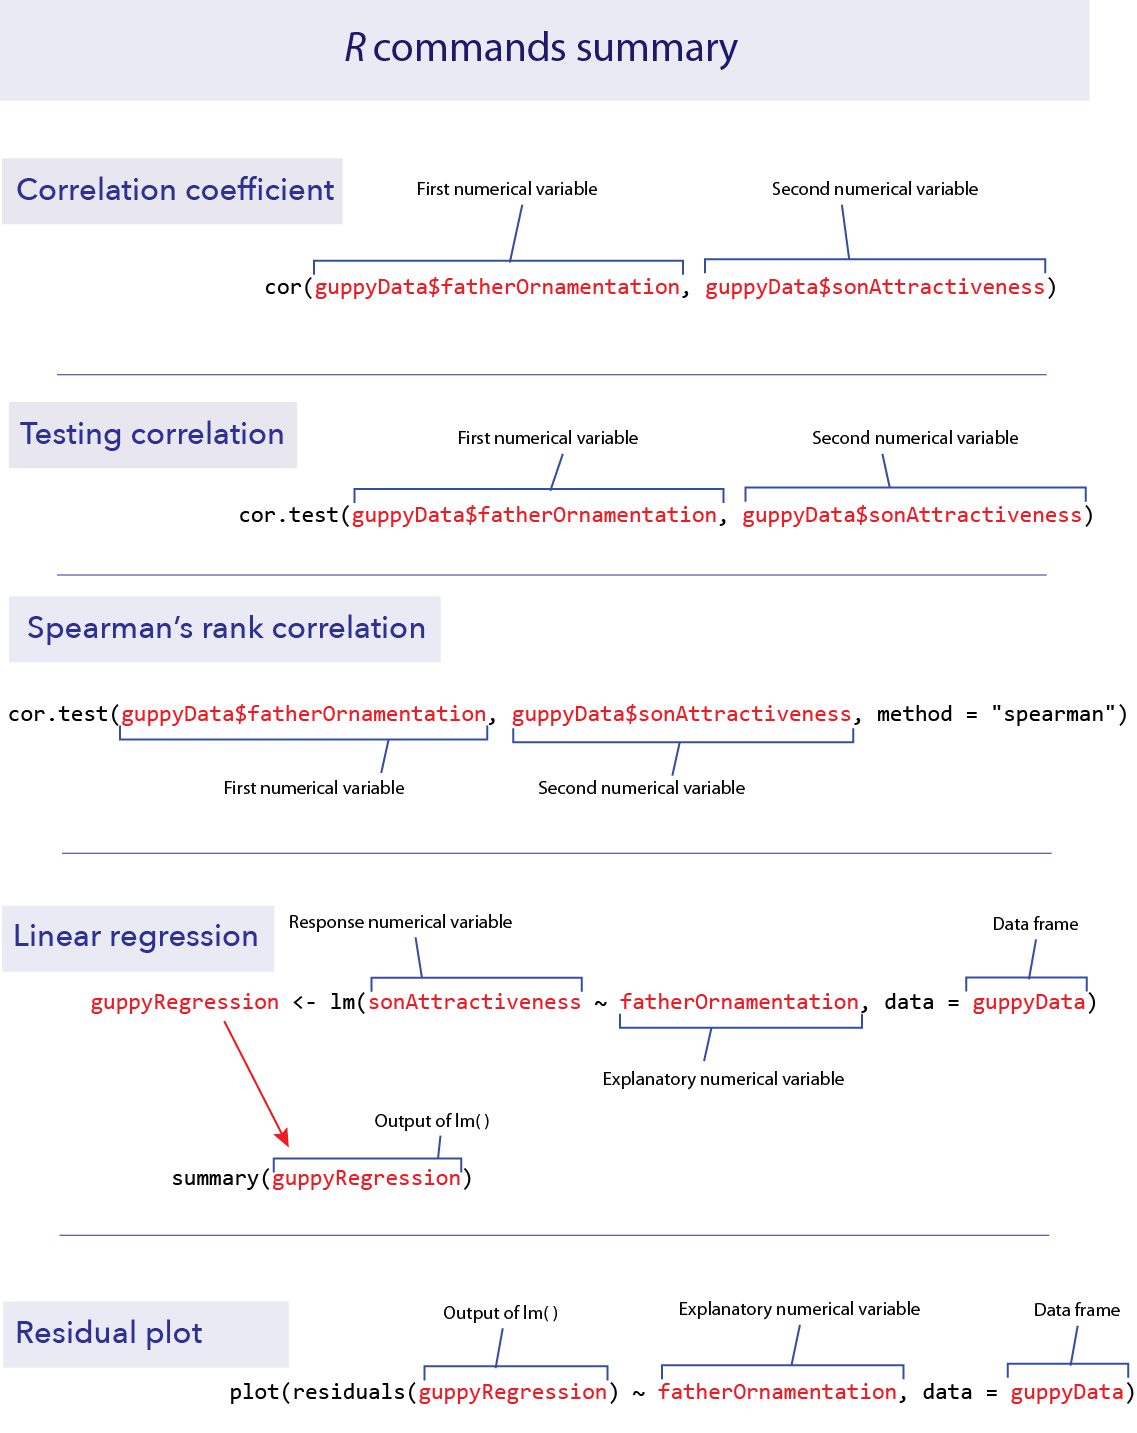 R commands summary
Correlation coefficient
First numerical variable
Second numerical variable
cor(guppyData$fatherOrnamentation, guppyData$sonAttractiveness)
Testing correlation
First numerical variable
Second numerical variable
cor.test(guppyData$fatherOrnamentation, guppyData$sonAttractiveness)
Spearman’s rank correlation
cor.test(guppyData$fatherOrnamentation, guppyData$sonAttractiveness, method = "spearman")
First numerical variable
Second numerical variable
Linear regression
Response numerical variable
Data frame
guppyRegression <- lm(sonAttractiveness ~ fatherOrnamentation, data = guppyData)
Explanatory numerical variable
Output of lm( )
summary(guppyRegression)
Residual plot
Output of lm( )
Explanatory numerical variable
Data frame
plot(residuals(guppyRegression) ~ fatherOrnamentation, data = guppyData)